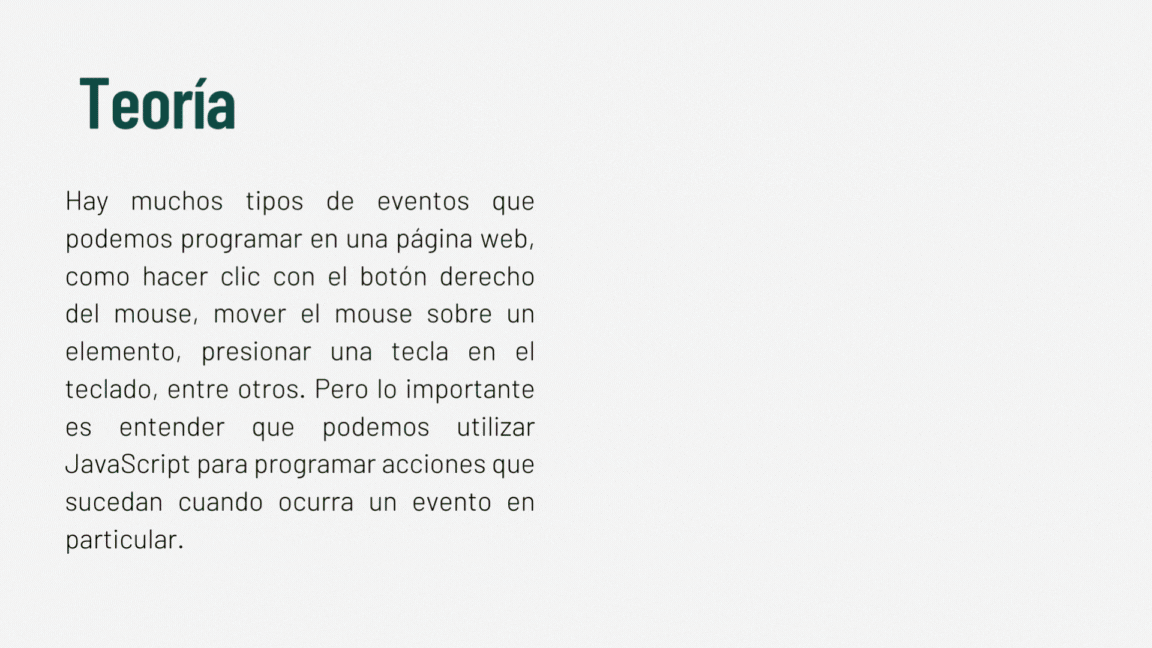 Teoría
Hay muchos tipos de eventos que
podemos programar en una página web,
como hacer clic con el botón derecho
del mouse, mover el mouse sobre un
elemento, presionar una tecla en el
teclado, entre otros. Pero lo importante
es entender que podemos utilizar
JavaScript para programar acciones que
sucedan cuando ocurra un evento en
particular.